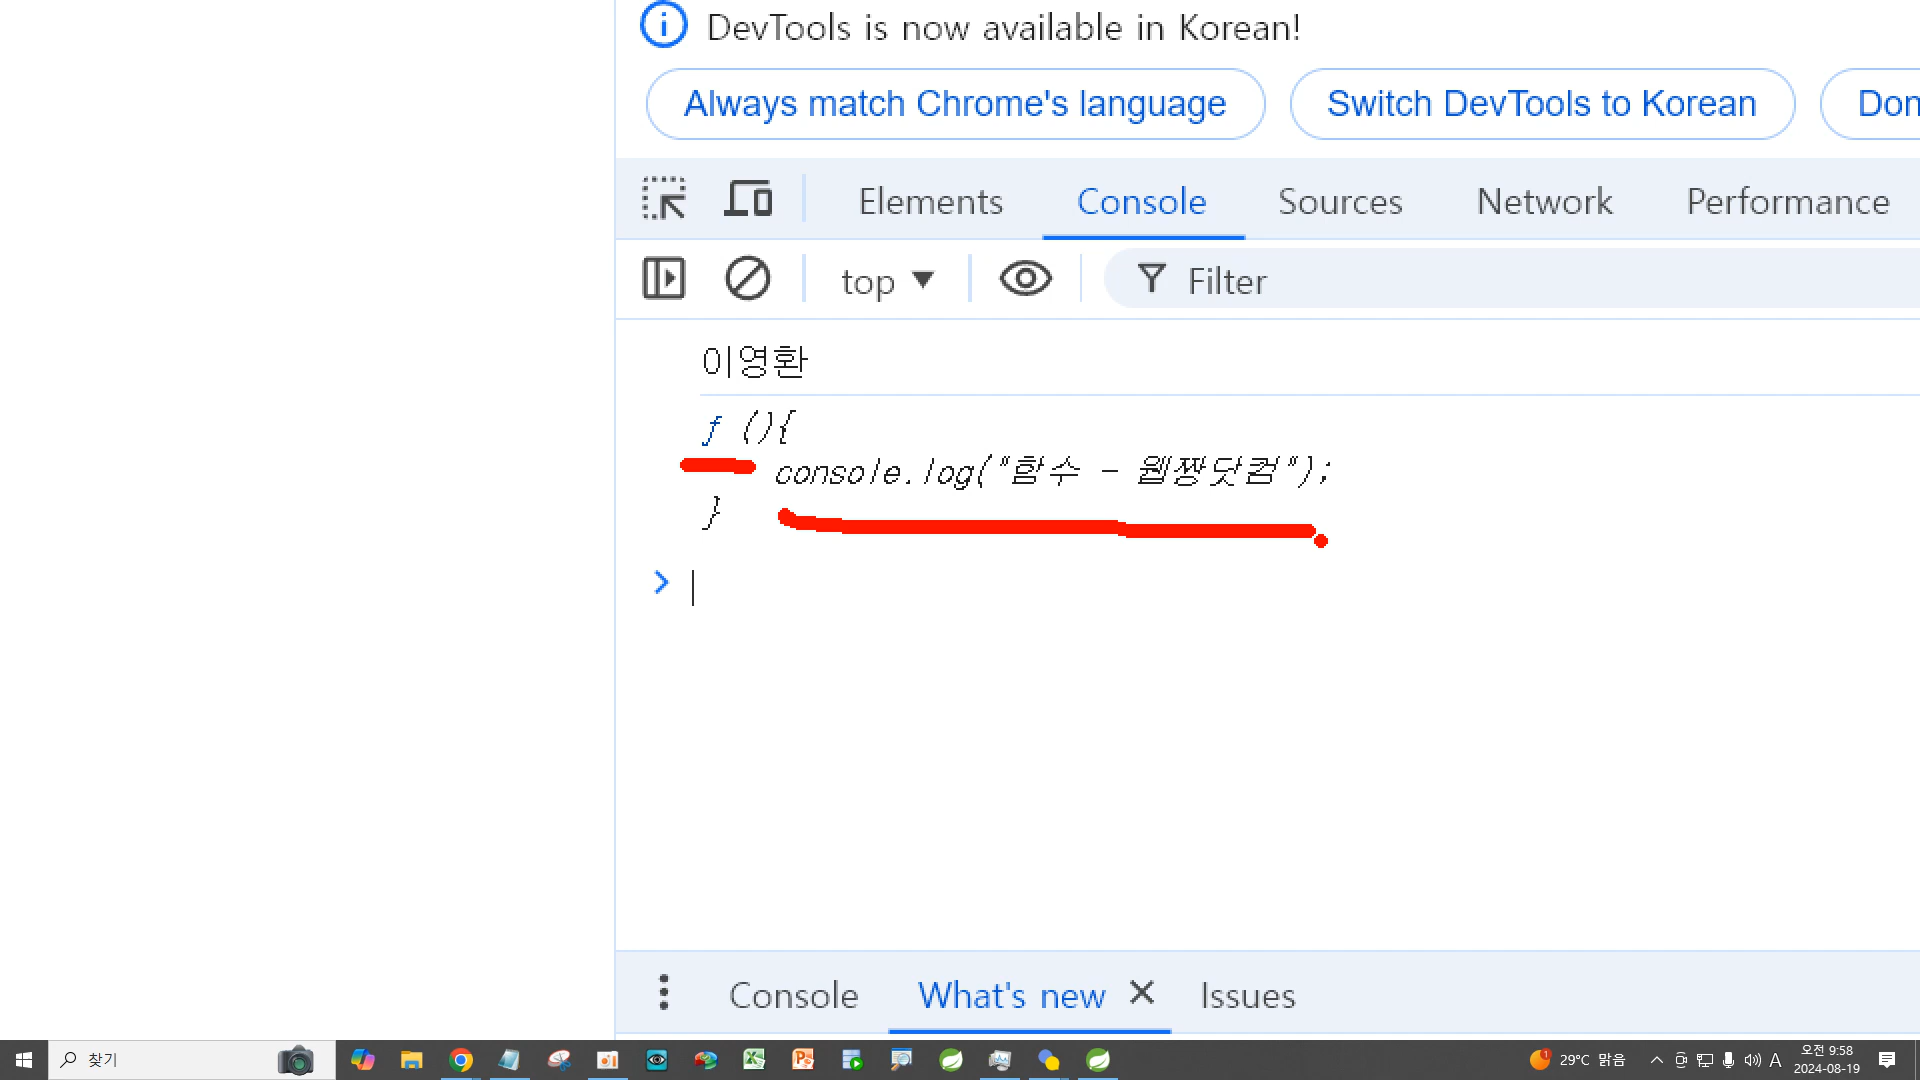 DevTools is now available in Korean!
Always match Chrome's language
Switch DevTools to Korean
Don
Elements
Console
Sources
Network
Performance
top
Filter
이영환
ƒ (){
console.log("함수 - 웹짱닷컴");
}
>
Console
What's new
Issues
찾기
29°C 맑음
A
오전 9:58
2024-08-19